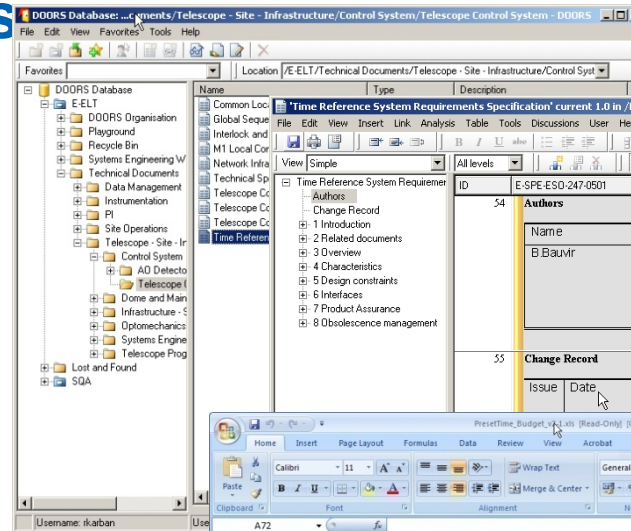 S
DOORS Database: ...cuments/Telescope - Site - Infrastructure/Control System/Telescope Control System - DOORS
File Edit View Favorites Tools Help
Favorites
Location /E-ELT/Technical Documents/Telescope - Site - Infrastructure/Control Syst
DOORS Database
E-ELT
DOORS Organisation
Playground
Recycle Bin
Systems Engineering W
Technical Documents
Data Management
Instrumentation
PI
Site Operations
Telescope - Site - Ir
Control System
AO Detecto
Telescope (
Dome and Main
Infrastructure - S
Optomechanics
Systems Engine
Telescope Prog
Lost and Found
SQA
Username: rkarban
Name Type Description
Common Loc
Global Seque
Interlock and
M1 Local Cor
Network Infra
Technical Sp
Telescope Cc
Telescope Cc
Telescope Cc
Time Referen
Use
'Time Reference System Requirements Specification' current 1.0 in /
File Edit View Insert Link Analysis Table Tools Discussions User He
View Simple
All levels
B I U
Time Reference System Requiremer
Authors
Change Record
1 Introduction
2 Related documents
3 Overview
4 Characteristics
5 Design constraints
6 Interfaces
7 Product Assurance
8 Obsolescence management
ID E-SPE-ESO-247-0501
54 Authors
Name
B.Bauvir
55 Change Record
Issue Date
PresetTime_Budget_v2-1.xls [Read-Only] [C
Home Insert Page Layout Formulas Data Review View Acrobat
Paste
Calibri 11 A A
Wrap Text
General
B I U
Merge & Center
Clipboard Font Alignment N
A72 fx